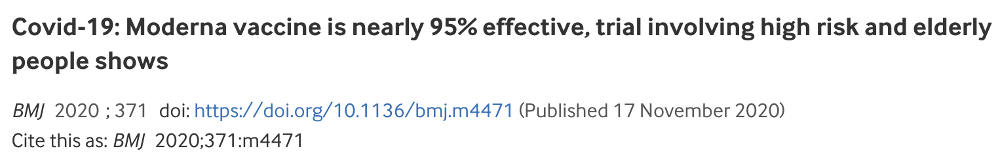 Covid-19: Moderna vaccine is nearly 95% effective, trial involving high risk and elderly
people shows
BMJ 2020 ; 371 doi: https://doi.org/10.1136/bmj.m4471 (Published 17 November 2020)
Cite this as: BMJ 2020;371:m4471